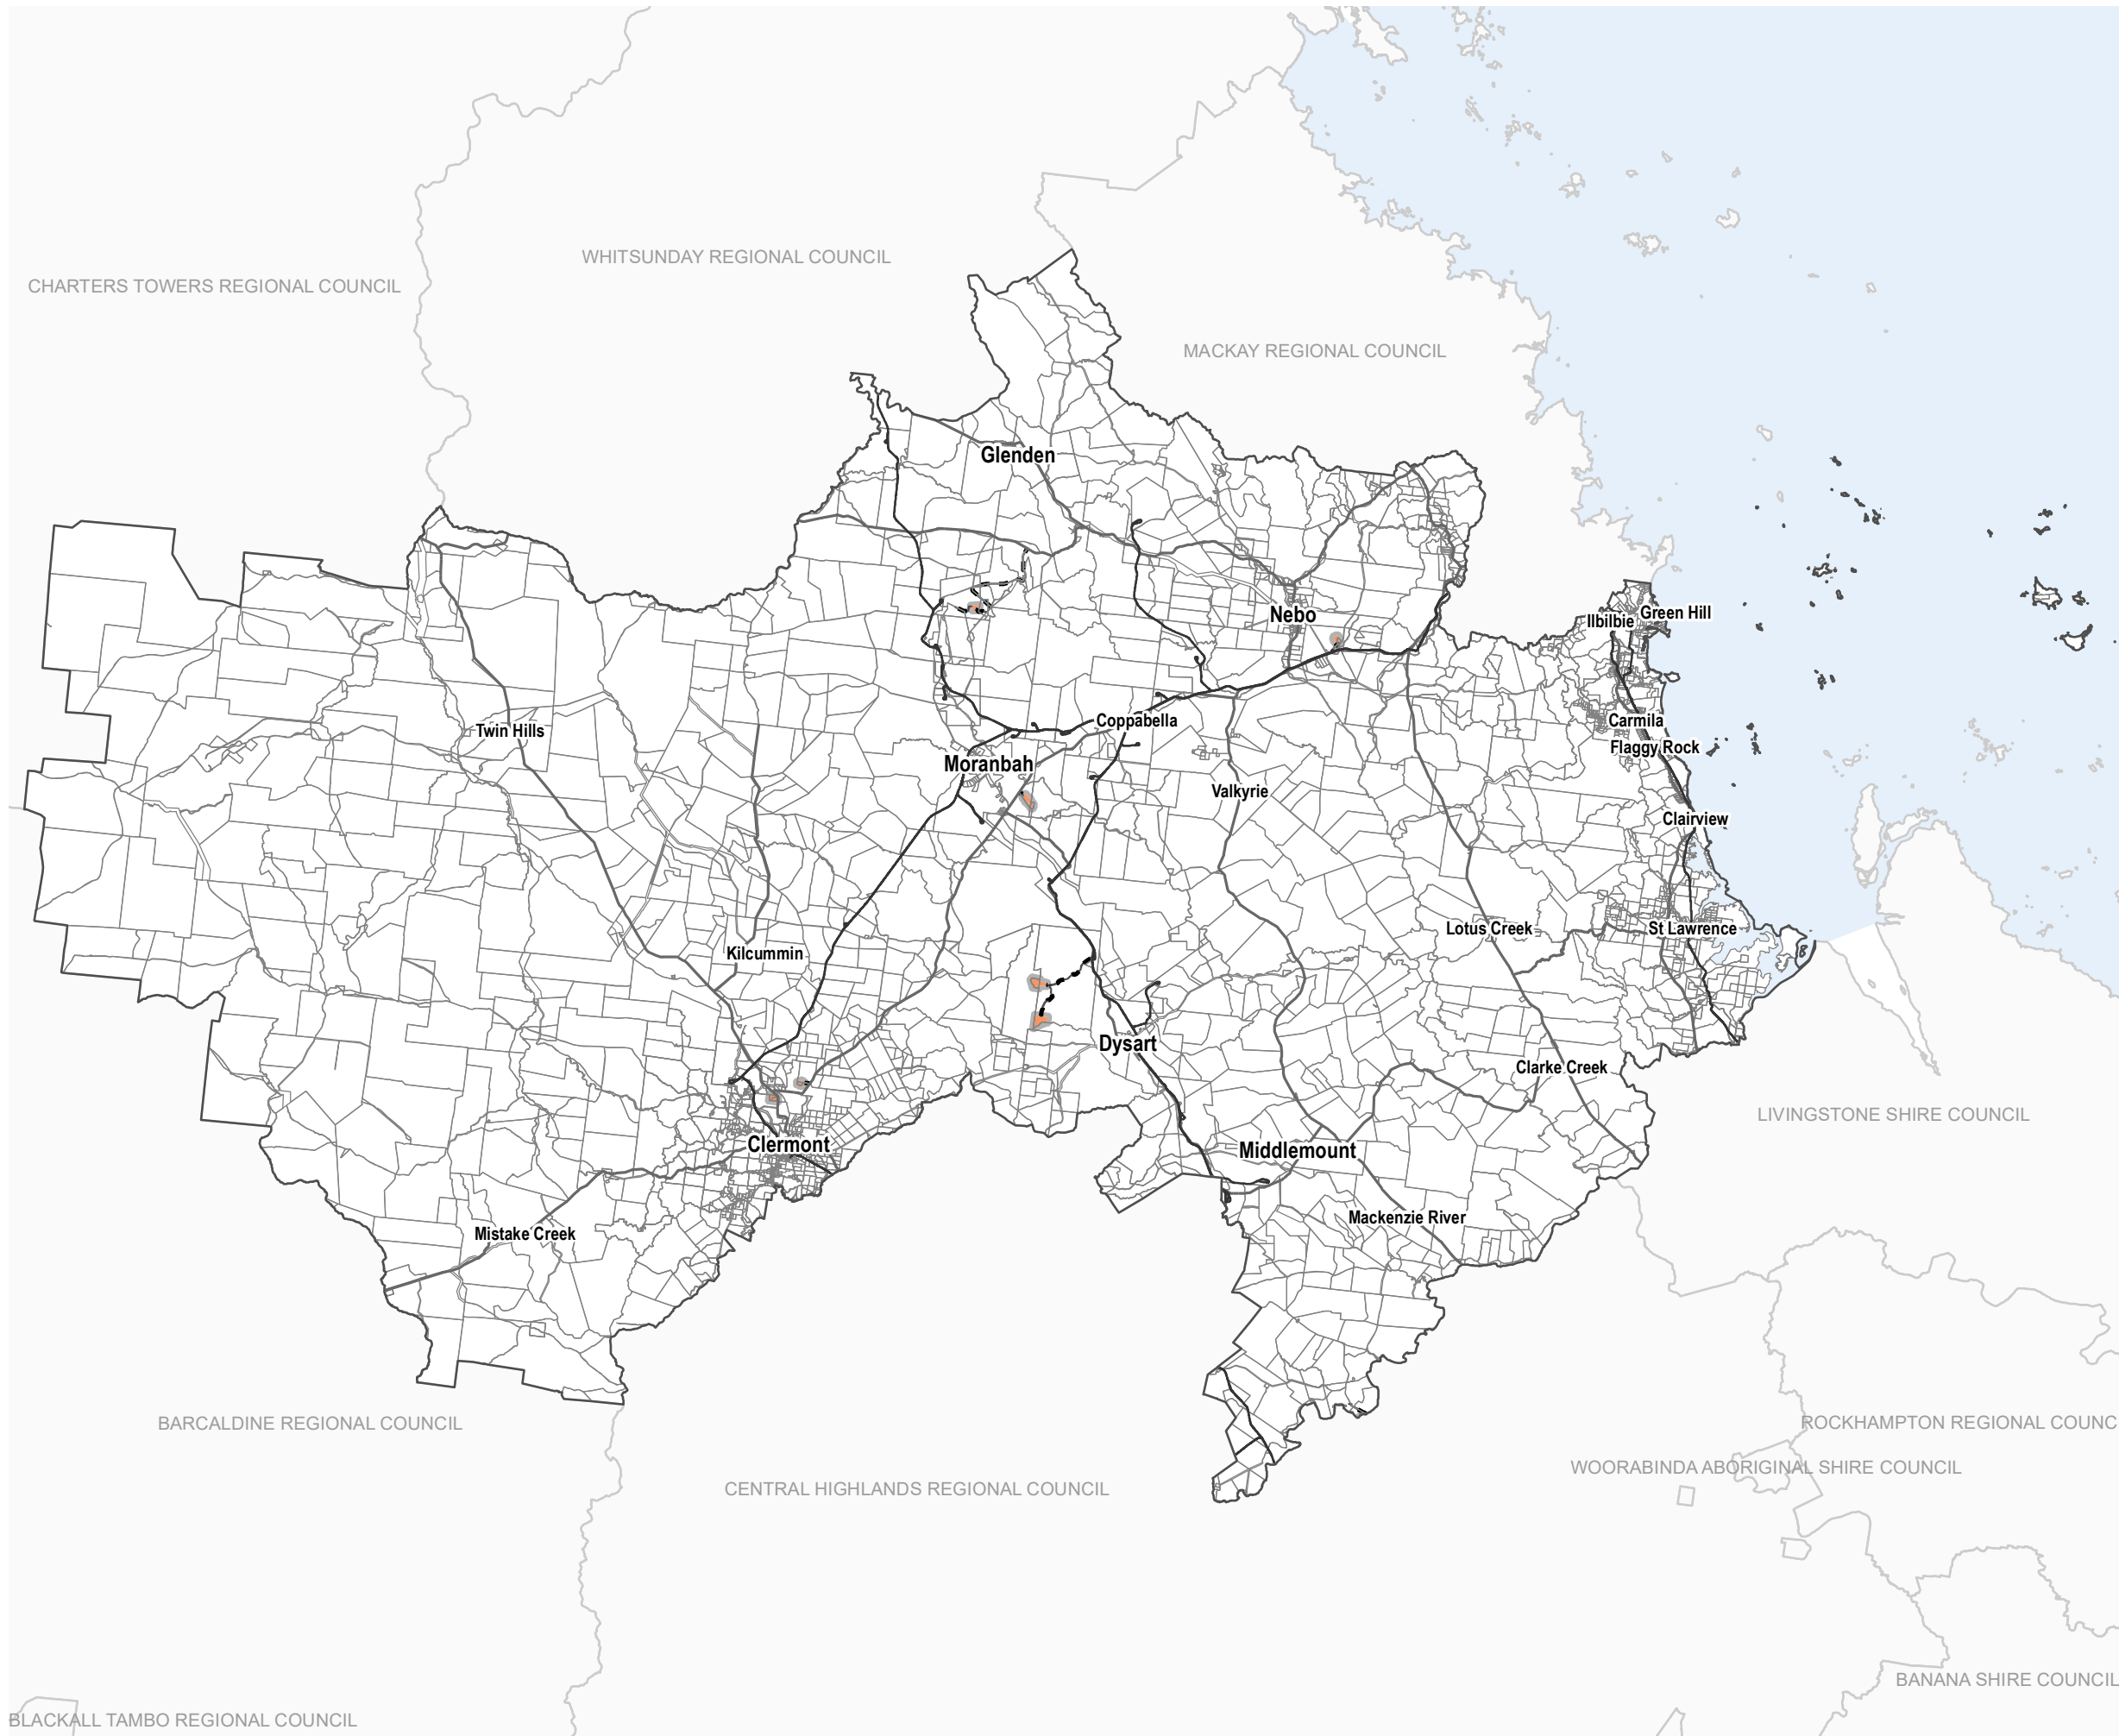 WHITSUNDAY REGIONAL COUNCIL
CHARTERS TOWERS REGIONAL COUNCIL
MACKAY REGIONAL COUNCIL
Glenden
Nebo
Green Hill
Ilbilbie
Coppabella
Carmila
Twin Hills
Flaggy Rock
Moranbah
Valkyrie
Clairview
Lotus Creek
St Lawrence
Kilcummin
Dysart
Clarke Creek
LIVINGSTONE SHIRE COUNCIL
Clermont
Middlemount
Mackenzie River
Mistake Creek
BARCALDINE REGIONAL COUNCIL
ROCKHAMPTON REGIONAL COUNC
WOORABINDA ABORIGINAL SHIRE COUNCIL
CENTRAL HIGHLANDS REGIONAL COUNCIL
BANANA SHIRE COUNCIL
BLACKALL TAMBO REGIONAL COUNCIL